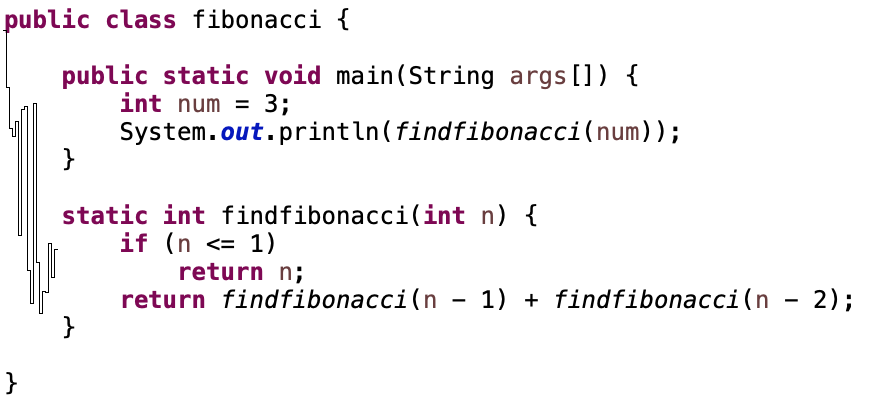 public class fibonacci {
public static void main(String args[]) {
int num = 3;
System.out.println(findfibonacci(num));
}
static int findfibonacci(int n) {
if (n <= 1)
return n;
return findfibonacci(n - 1) + findfibonacci(n - 2);
}
}